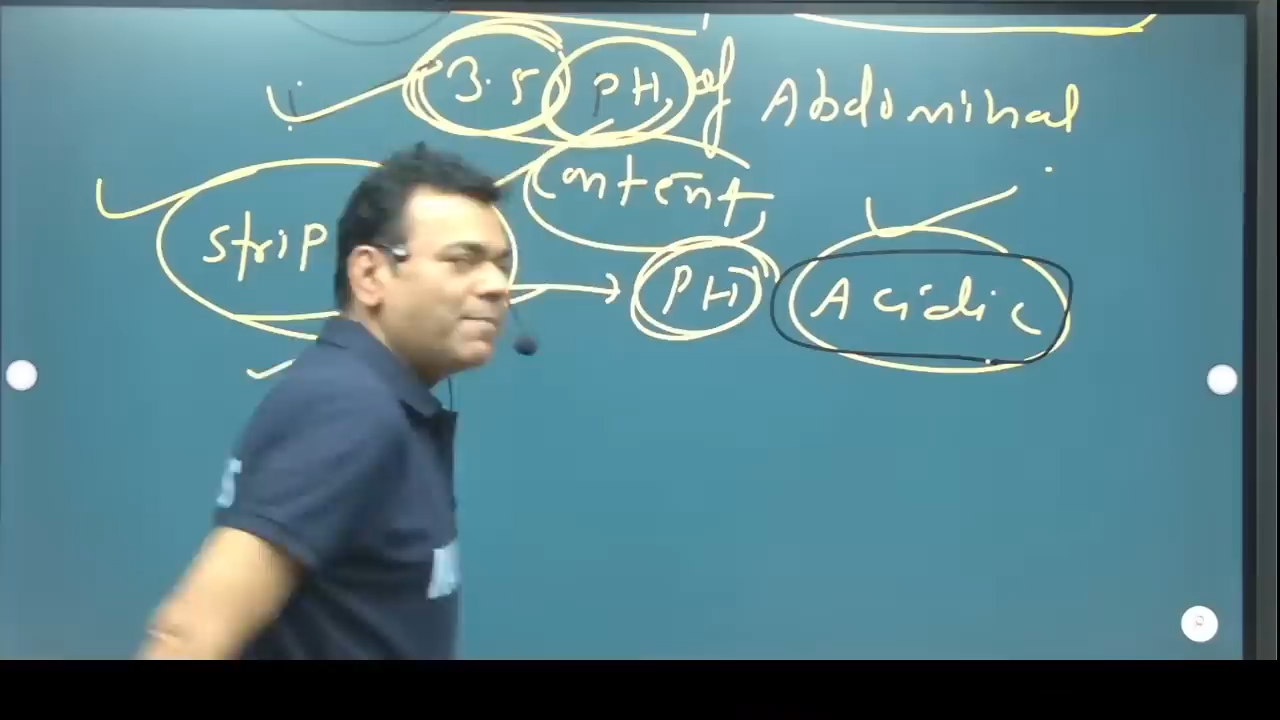 3.5 PH of Abdominal
content
strip → PH Acidic